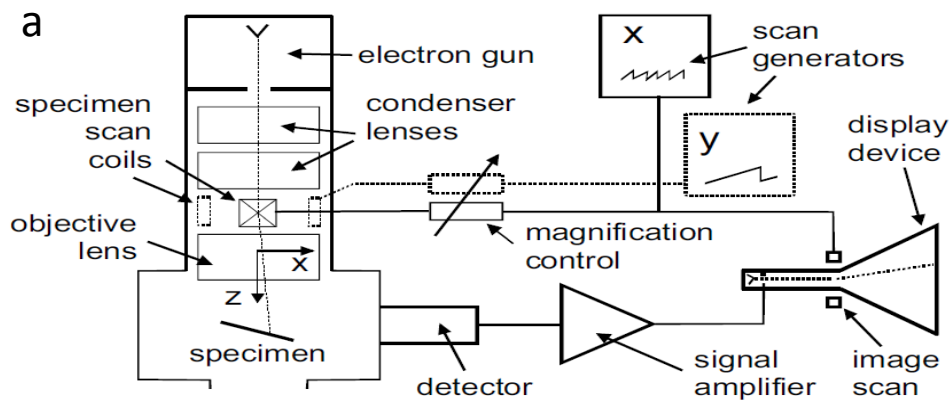 a
electron gun
specimen
scan
coils
condenser
lenses
objective
lens
x
z
specimen
detector
x
scan
generators
y
display
device
magnification
control
signal
amplifier
image
scan